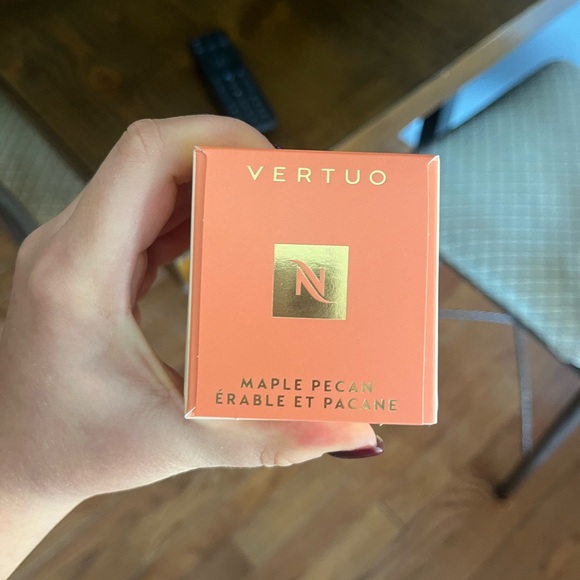 VERTUO
N
MAPLE PECAN
ÉRABLE ET PACANE